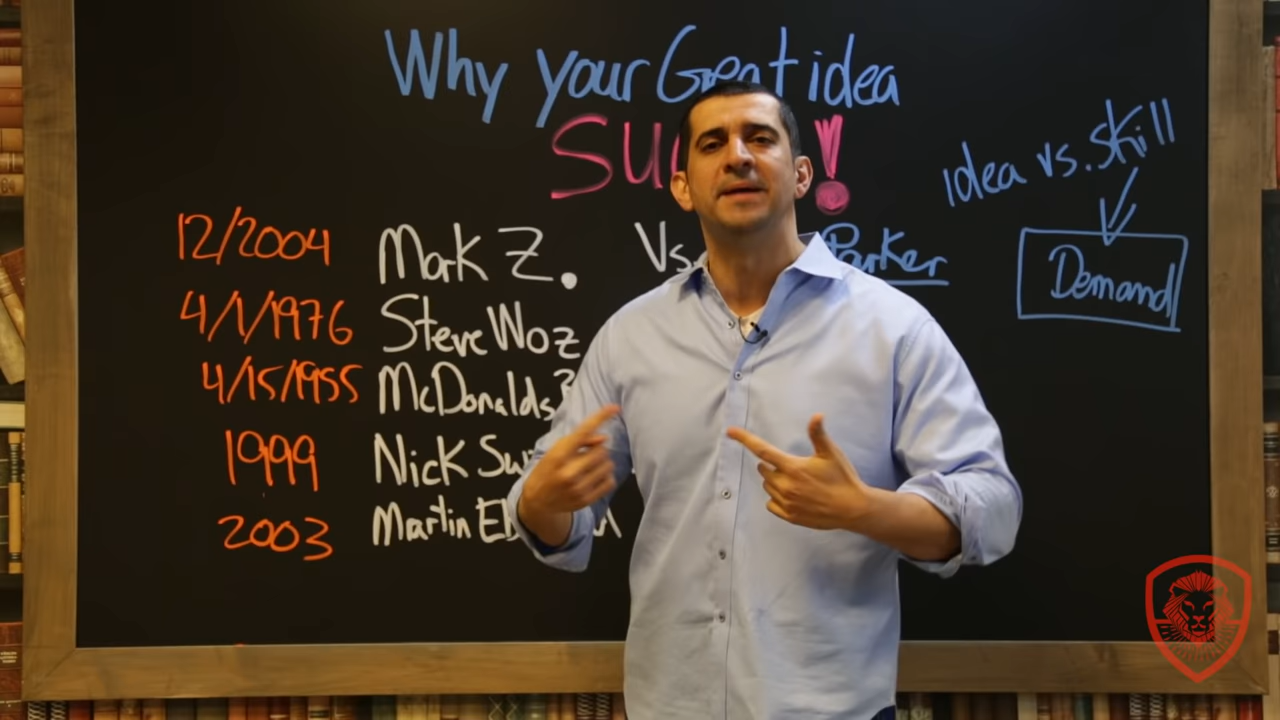 Why your Great idea
SU !
idea vs. Skill
Demand
12/2004 Mark Z. Vs. Parker
4/1/1976 Steve Woz
4/15/1955 McDonalds
1999 Nick
2003 Martin